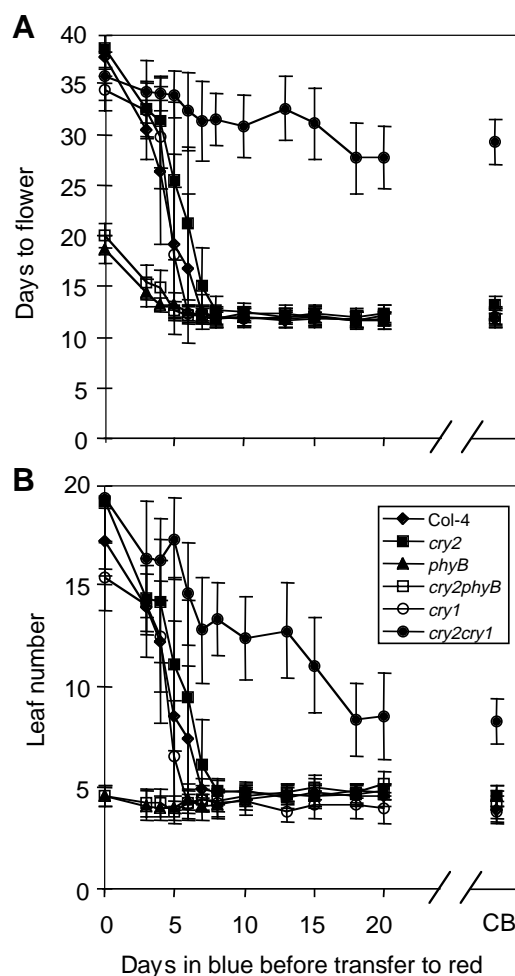 A
40
35
30
25
20
15
10
5
0
Days to flower
B
20
15
10
5
0
Leaf number
Col-4
cry2
phyB
cry2phyB
cry1
cry2cry1
0 5 10 15 20 CB
Days in blue before transfer to red